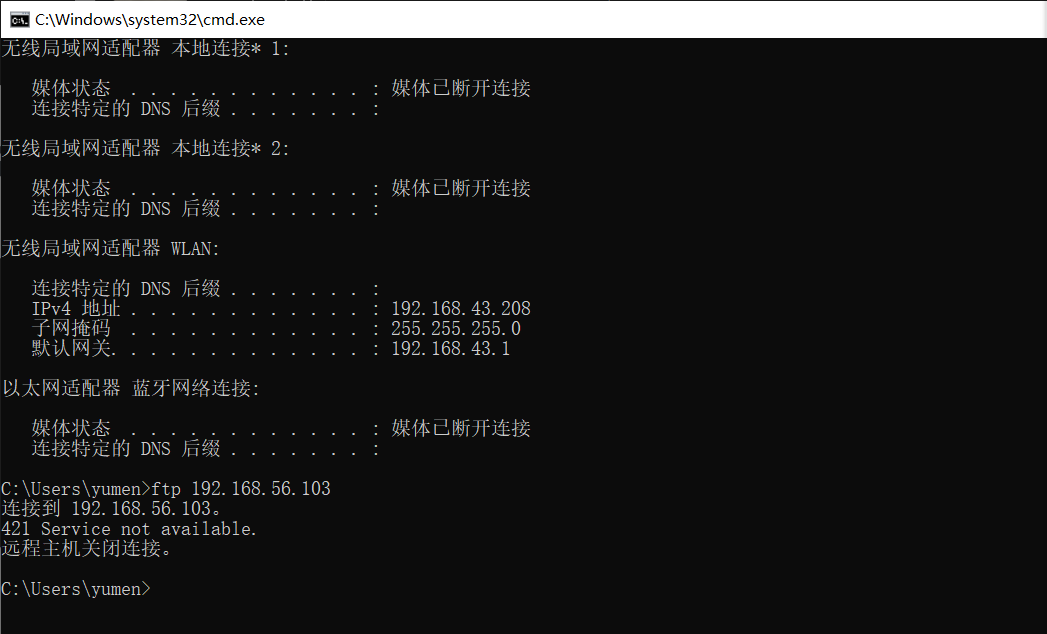 C:\Windows\system32\cmd.exe
无线局域网适配器 本地连接* 1:
媒体状态 . . . . . . . . . . . . : 媒体已断开连接
连接特定的 DNS 后缀 . . . . . . . :
无线局域网适配器 本地连接* 2:
媒体状态 . . . . . . . . . . . . : 媒体已断开连接
连接特定的 DNS 后缀 . . . . . . . :
无线局域网适配器 WLAN:
连接特定的 DNS 后缀 . . . . . . . :
IPv4 地址 . . . . . . . . . . . . : 192.168.43.208
子网掩码 . . . . . . . . . . . . : 255.255.255.0
默认网关. . . . . . . . . . . . . : 192.168.43.1
以太网适配器 蓝牙网络连接:
媒体状态 . . . . . . . . . . . . : 媒体已断开连接
连接特定的 DNS 后缀 . . . . . . . :
C:\Users\yumen>ftp 192.168.56.103
连接到 192.168.56.103。
421 Service not available.
远程主机关闭连接。
C:\Users\yumen>